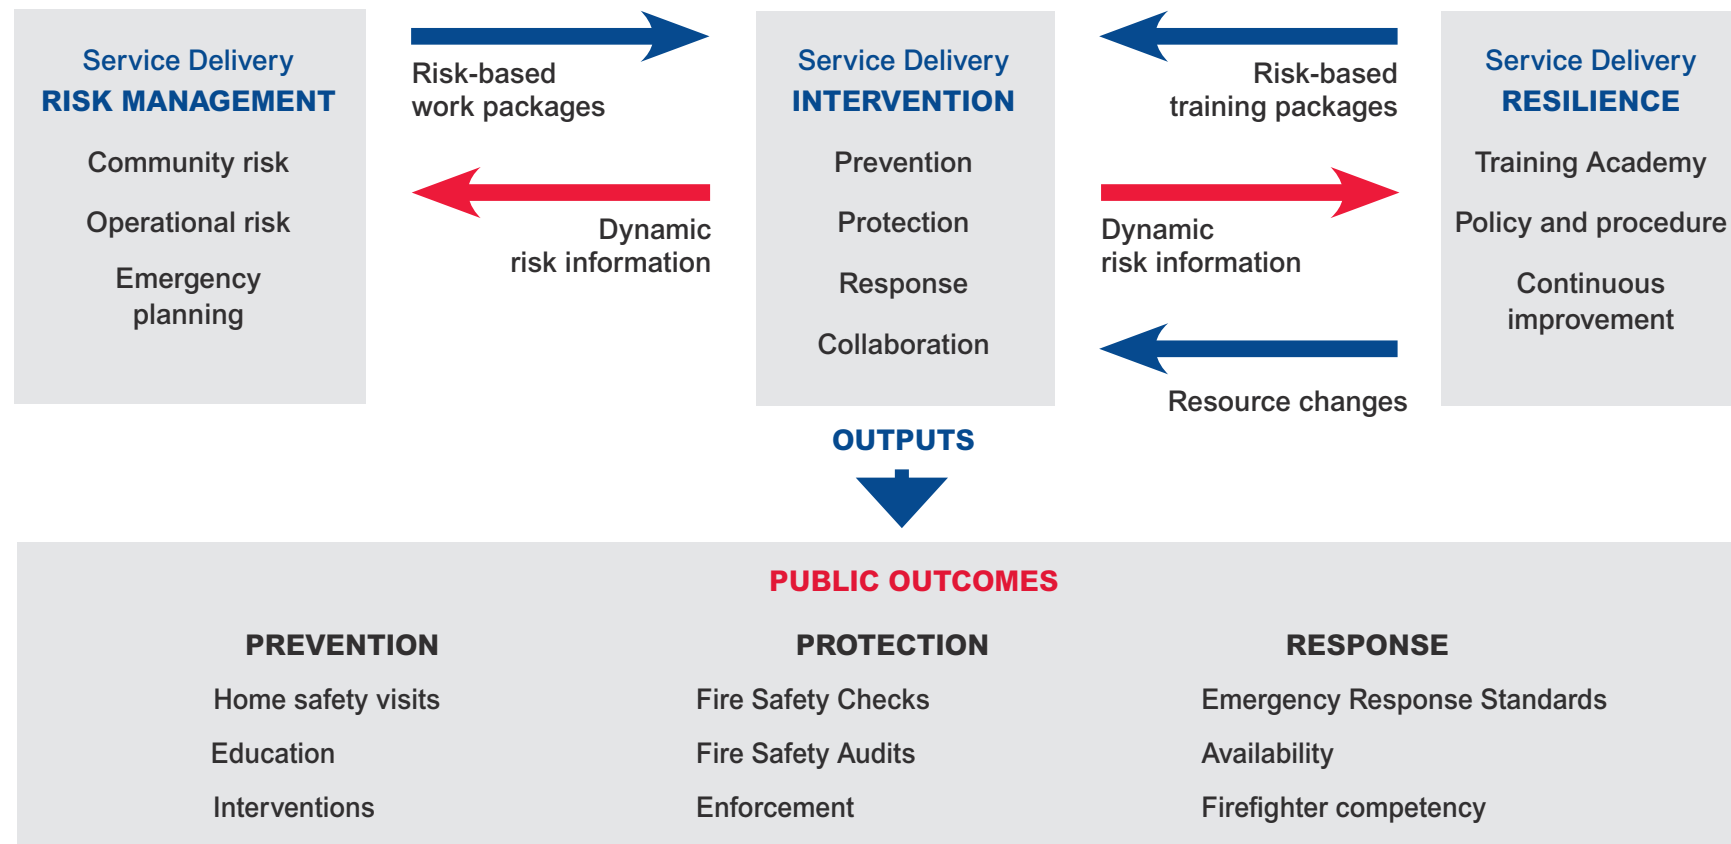 Service Delivery
RISK MANAGEMENT
Community risk
Operational risk
Emergency
planning
Risk-based
work packages
Dynamic
risk information
Service Delivery
INTERVENTION
Prevention
Protection
Response
Collaboration
Risk-based
training packages
Dynamic
risk information
Resource changes
Service Delivery
RESILIENCE
Training Academy
Policy and procedure
Continuous
improvement
OUTPUTS
PUBLIC OUTCOMES
PREVENTION
Home safety visits
Education
Interventions
PROTECTION
Fire Safety Checks
Fire Safety Audits
Enforcement
RESPONSE
Emergency Response Standards
Availability
Firefighter competency